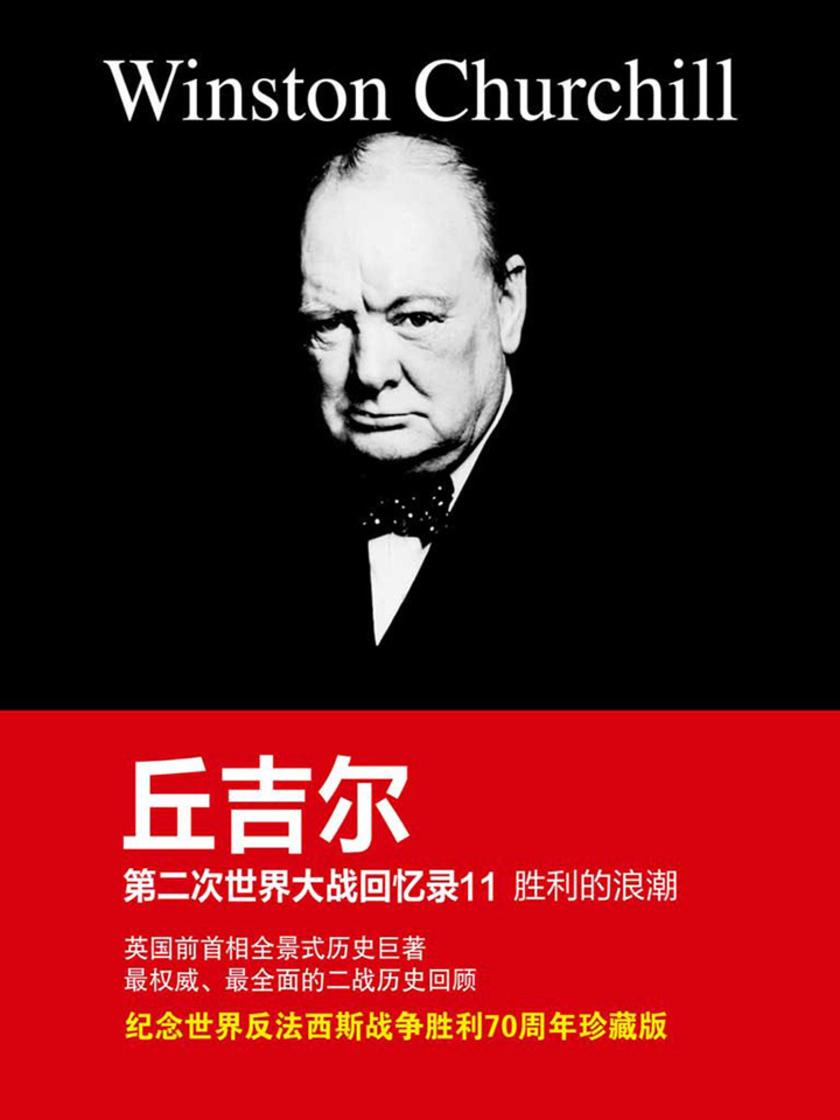 Winston Churchill
丘吉尔
第二次世界大战回忆录11 胜利的浪潮
英国前首相全景式历史巨著
最权威、最全面的二战历史回顾
纪念世界反法西斯战争胜利70周年珍藏版